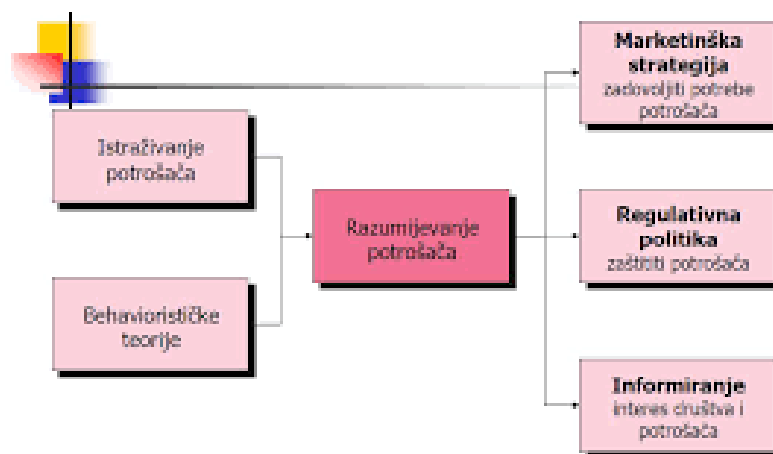 Istraživanje
potrošača
Behaviorističke
teorije
Razumijevanje
potrošača
Marketinška
strategija
zadovoljiti potrebe
potrošača
Regulativna
politika
zaštititi potrošača
Informiranje
interes društva i
potrošača